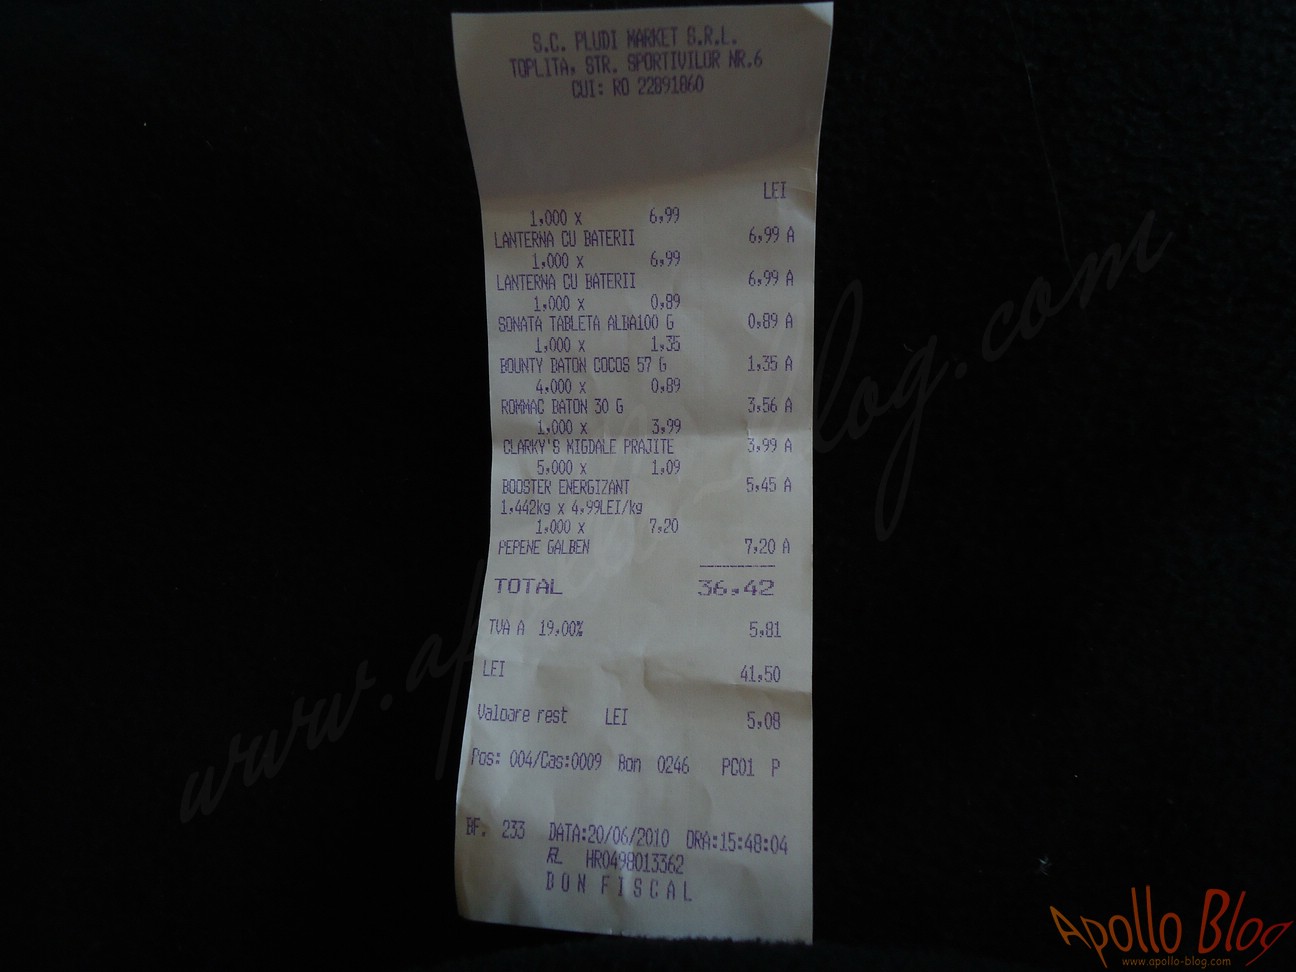 S.C. PLUDI MARKET S.R.L.
TOPLITA, STR. SPORTIVILOR NR.6
CUI: RO 22891860
LEI
1,000 x 6,99
LANTERNA CU BATERII 6,99 A
1,000 x 6,99
LANTERNA CU BATERII 6,99 A
1,000 x 0,89
SONATA TABLETA ALBA100 G 0,89 A
1,000 x 1,35
BOUNTY BATON COCOS 57 G 1,35 A
4,000 x 0,89
ROMMAC BATON 30 G 3,56 A
1,000 x 3,99
CLARKY'S MIGDALE PRAJITE 3,99 A
5,000 x 1,09
BOOSTER ENERGIZANT 5,45 A
1,442kg x 4,99LEI/kg
1,000 x 7,20
PEPENE GALBEN 7,20 A
TOTAL 36,42
TVA A 19,00% 5,81
LEI 41,50
Valoare rest LEI 5,08
Pos: 004/Cas:0009 Bon 0246 PC01 P
BF. 233 DATA:20/06/2010 ORA:15:48:04
HR0498013362
BON FISCAL
www.apollo-blog.com
Apollo Blog
www.apollo-blog.com